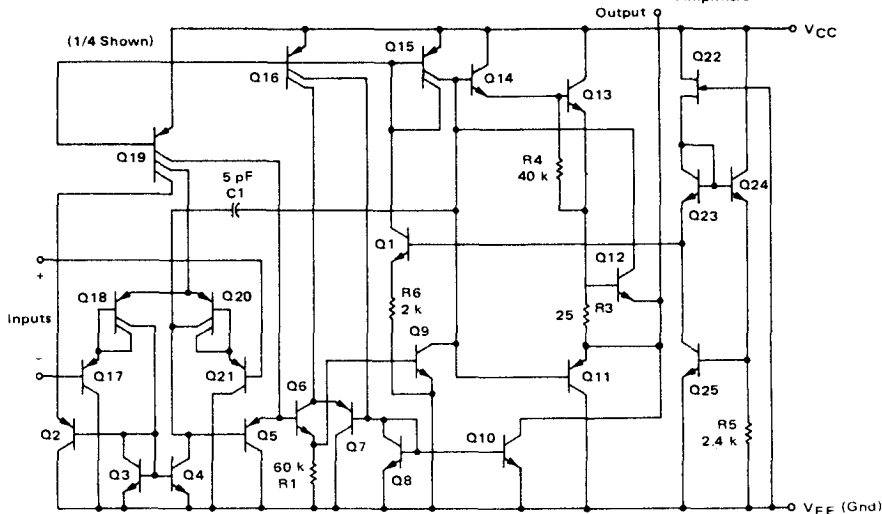 Output
VCC
(1/4 Shown)
Q15
Q22
Q16
Q14
Q13
Q19
5 pF
C1
R4
40 k
Q23
Q24
Q1
Q12
+
Q18
Q20
R6
2 k
R3
25
Inputs
Q9
−
Q17
Q21
Q6
Q11
Q25
Q2
Q5
Q7
Q10
R5
2.4 k
Q3
Q4
60 k
R1
Q8
VEE (Gnd)